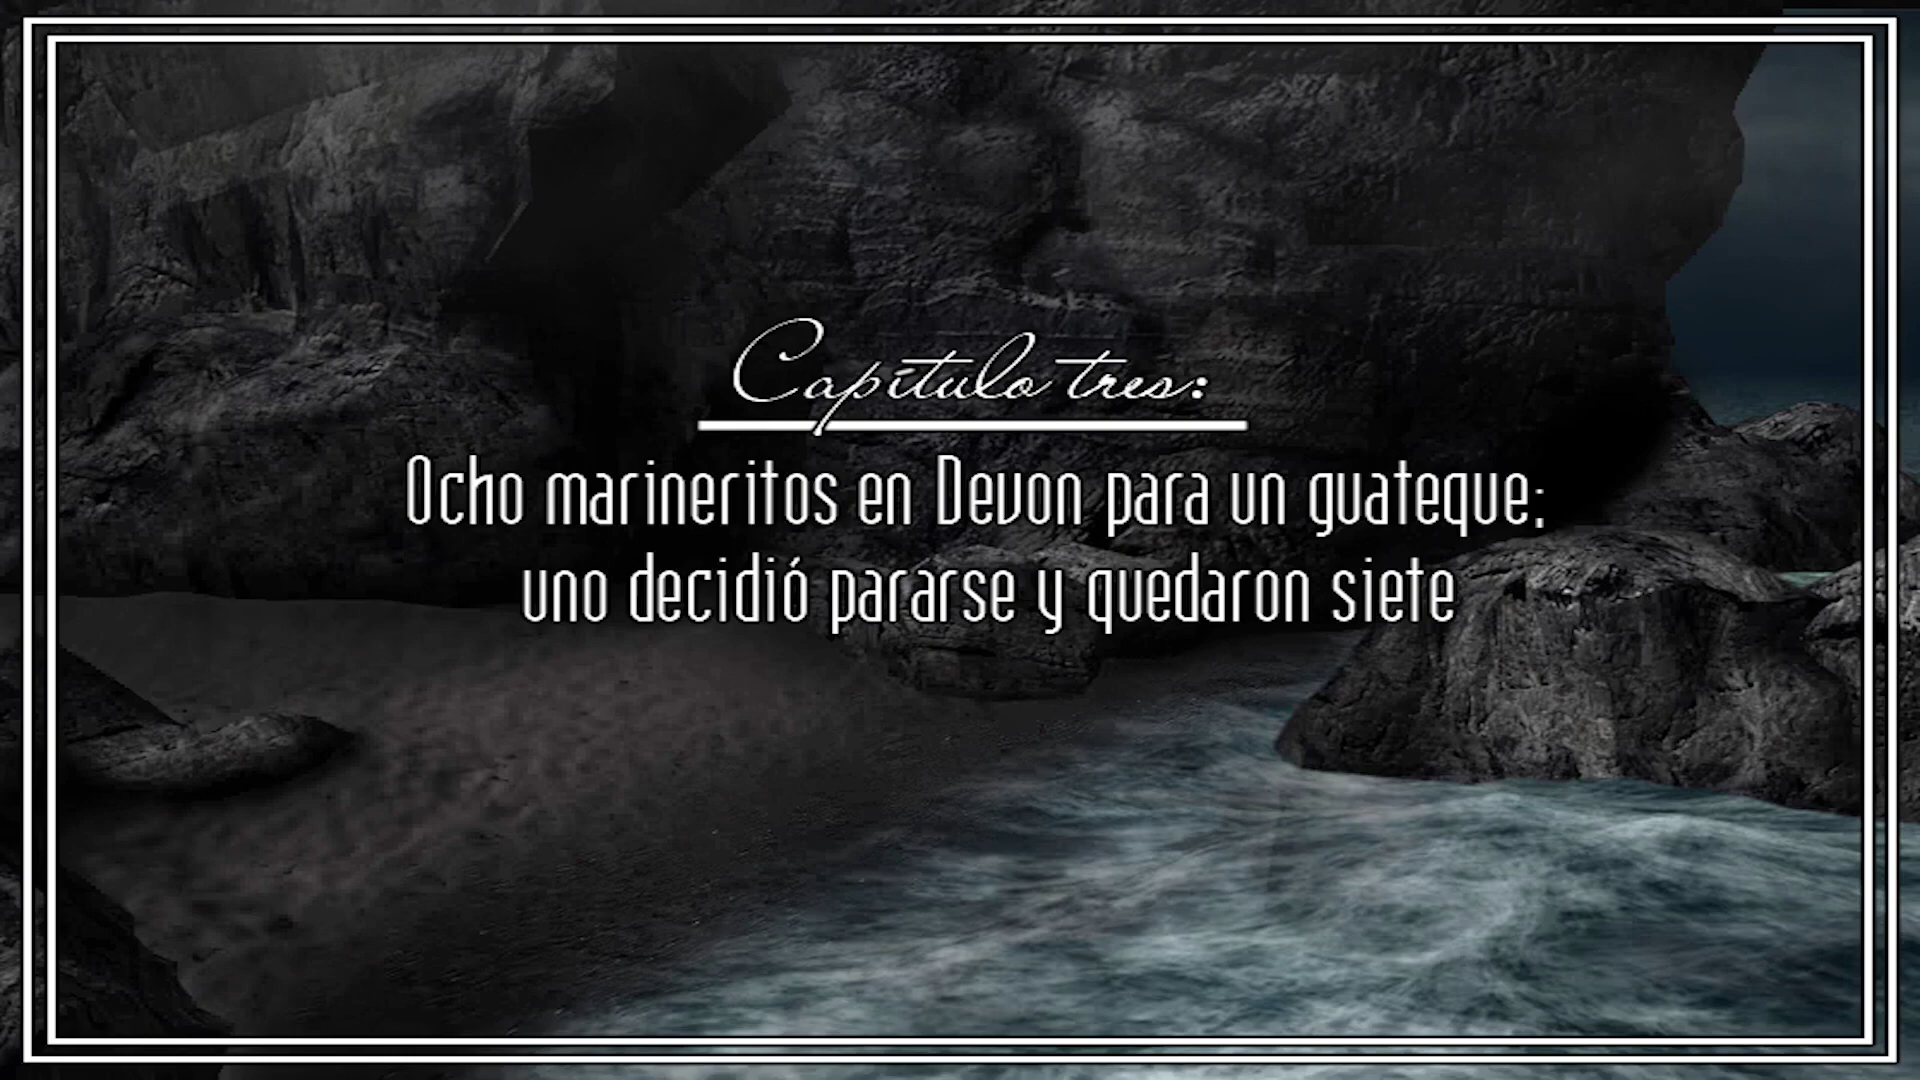 Capítulo tres:
Ocho marineritos en Devon para un guateque;
uno decidió pararse y quedaron siete